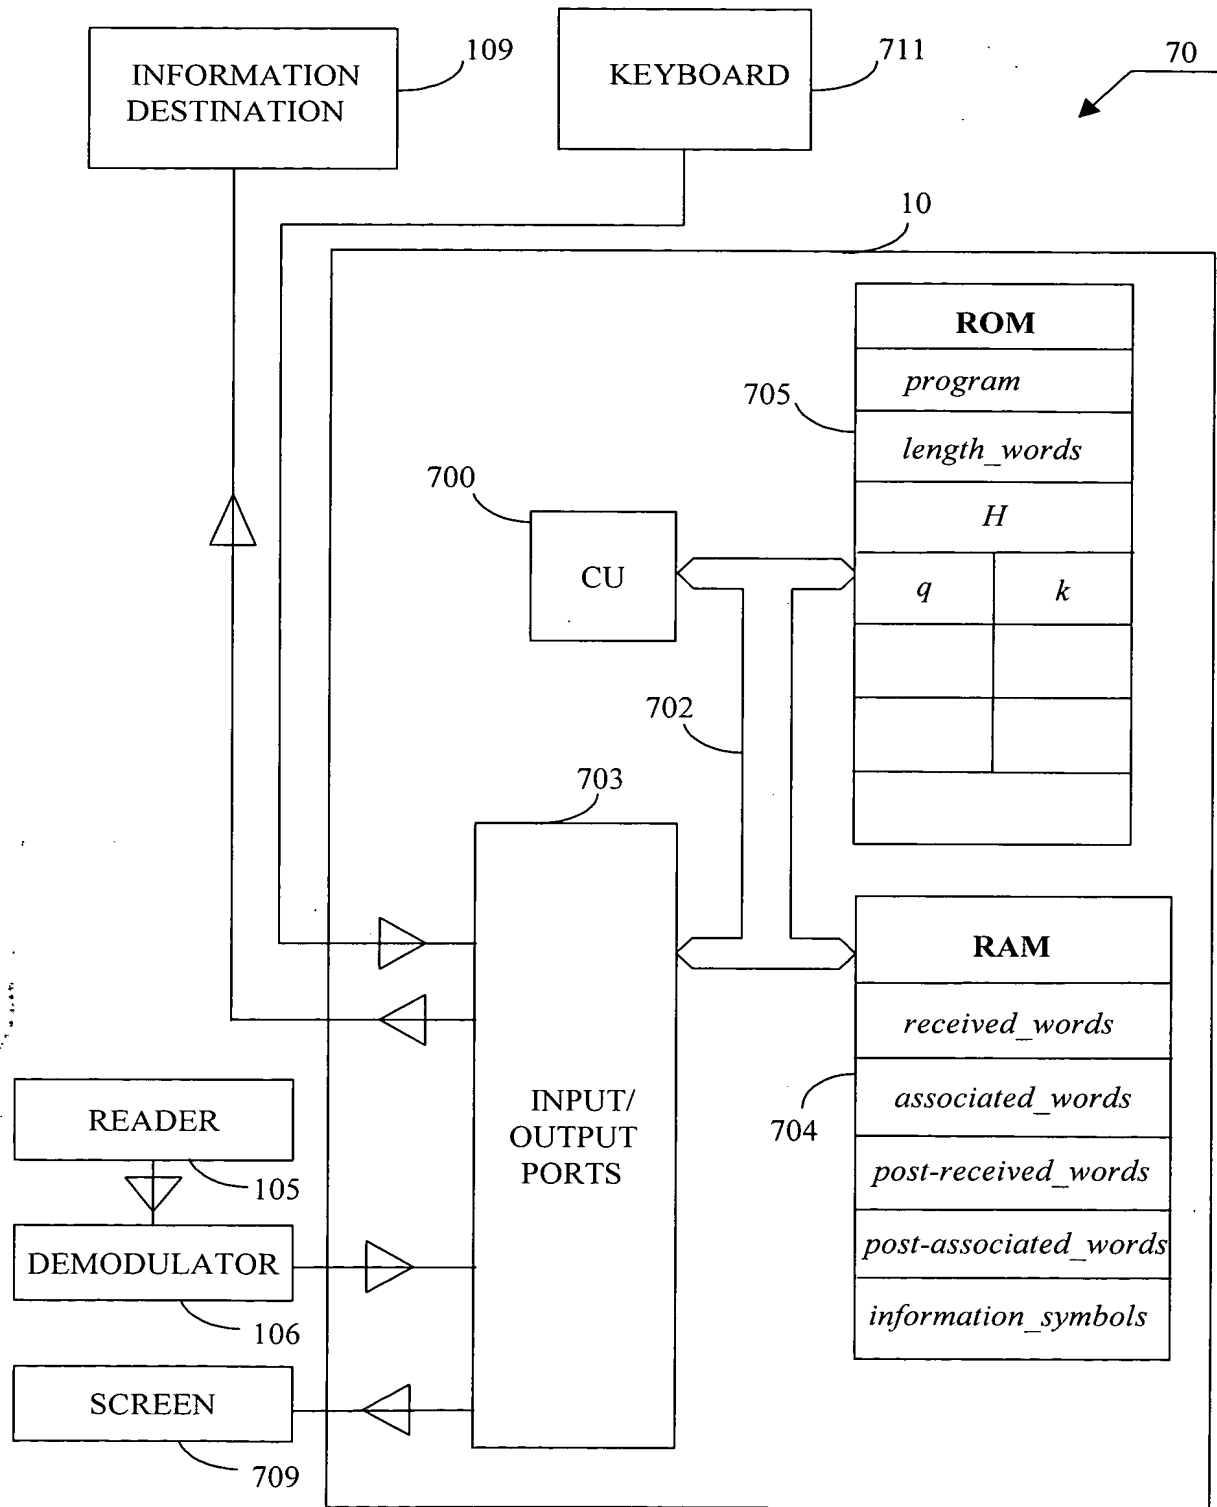 INFORMATION
DESTINATION
109
KEYBOARD
711
70
10
ROM
program
length_words
H
q k
705
700
CU
702
703
INPUT/
OUTPUT
PORTS
RAM
received_words
associated_words
post-received_words
post-associated_words
information_symbols
704
READER
105
DEMODULATOR
106
SCREEN
709